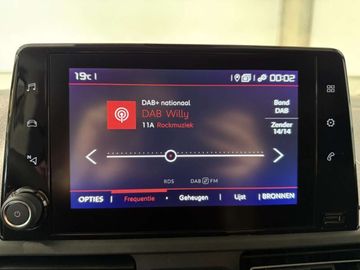 19°C
00:02
DAB+ nationaal
DAB Willy
11A Rockmuziek
Band
DAB
Zender
14/14
RDS
DAB FM
OPTIES
Frequentie
Geheugen
Lijst
BRONNEN